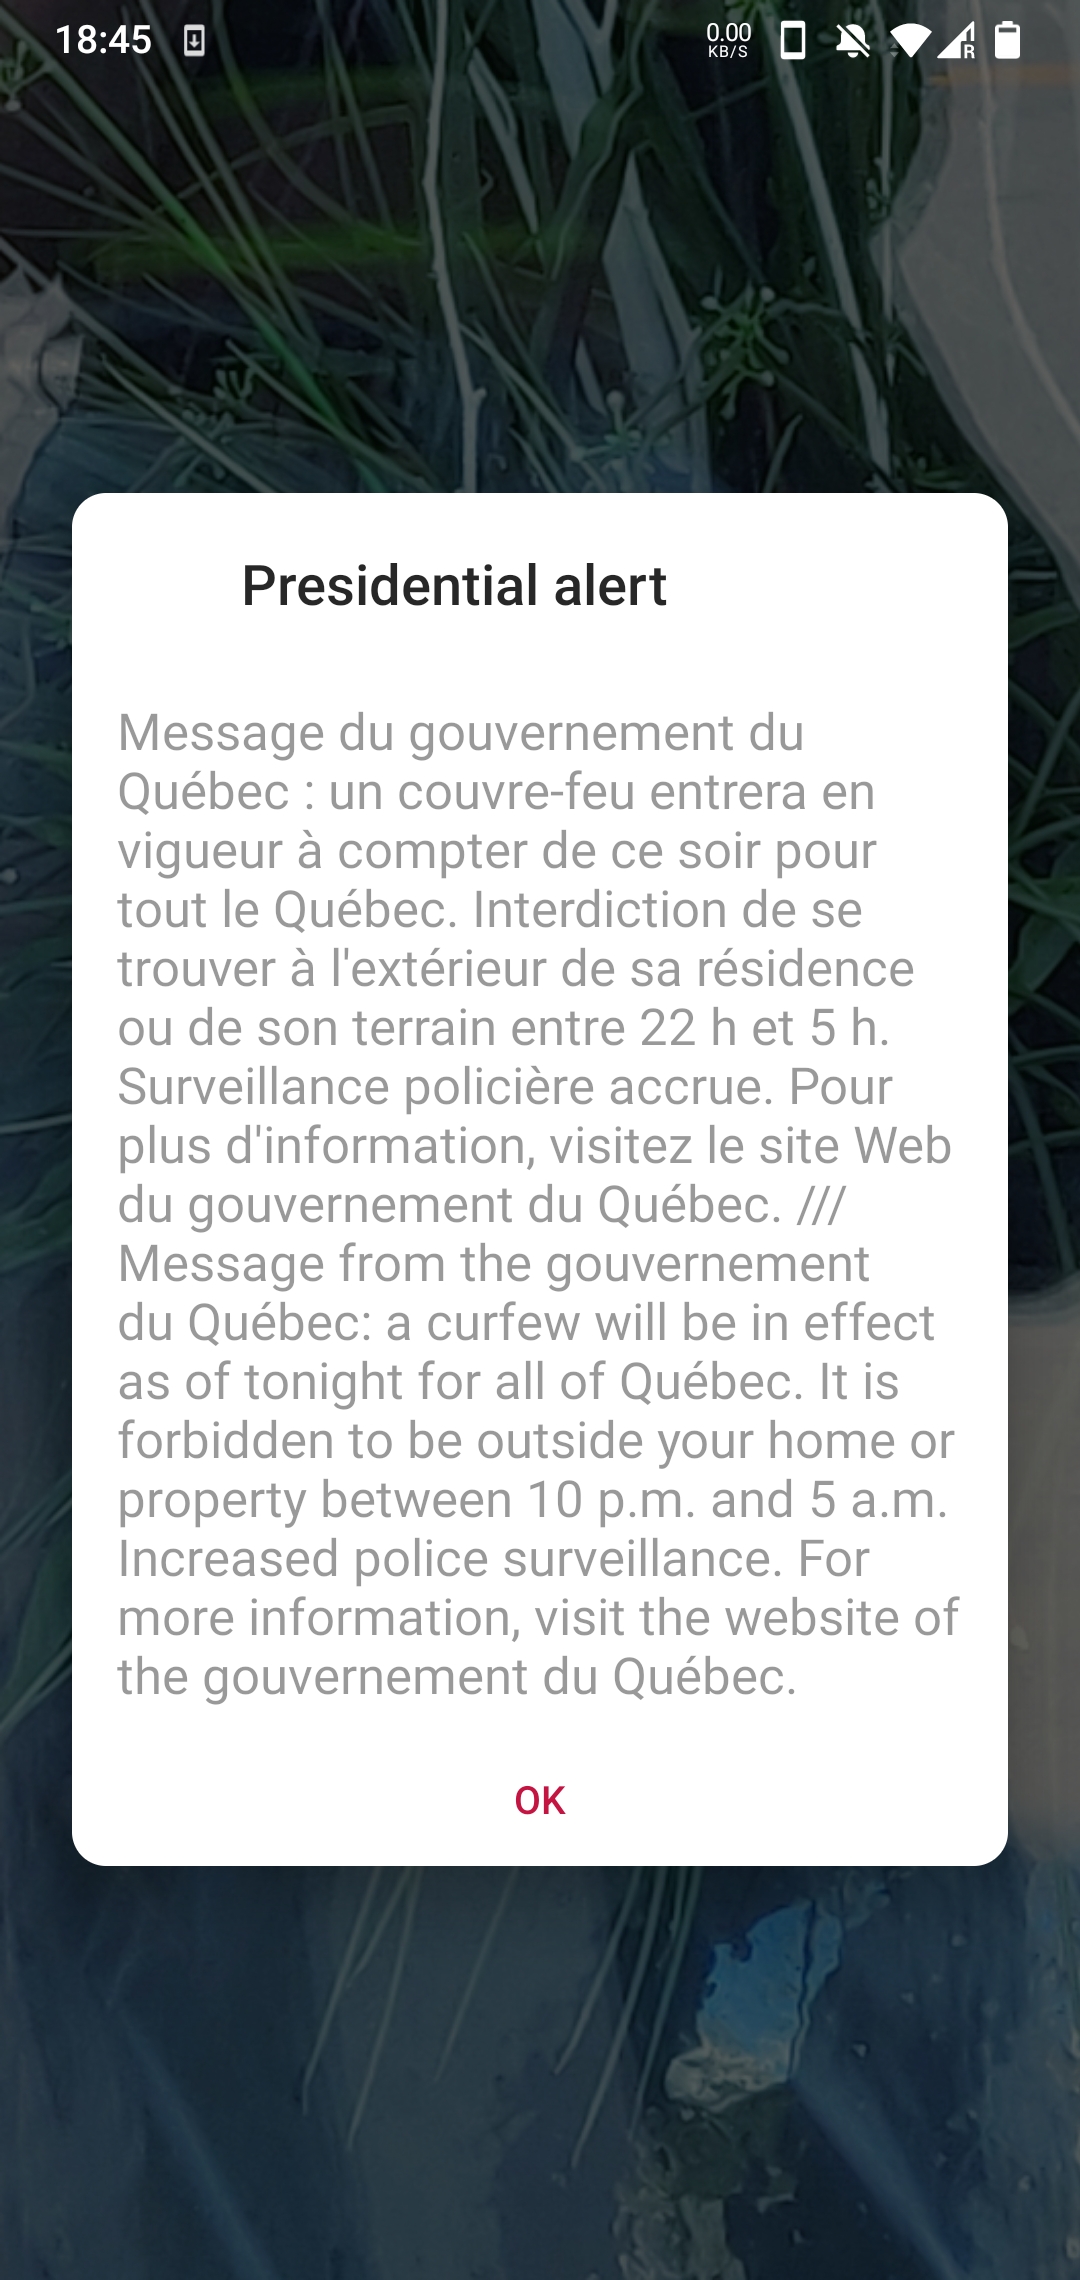 18:45
0.00
KB/S
R
Presidential alert
Message du gouvernement du
Québec : un couvre-feu entrera en
vigueur à compter de ce soir pour
tout le Québec. Interdiction de se
trouver à l'extérieur de sa résidence
ou de son terrain entre 22 h et 5 h.
Surveillance policière accrue. Pour
plus d'information, visitez le site Web
du gouvernement du Québec. ///
Message from the gouvernement
du Québec: a curfew will be in effect
as of tonight for all of Québec. It is
forbidden to be outside your home or
property between 10 p.m. and 5 a.m.
Increased police surveillance. For
more information, visit the website of
the gouvernement du Québec.
OK